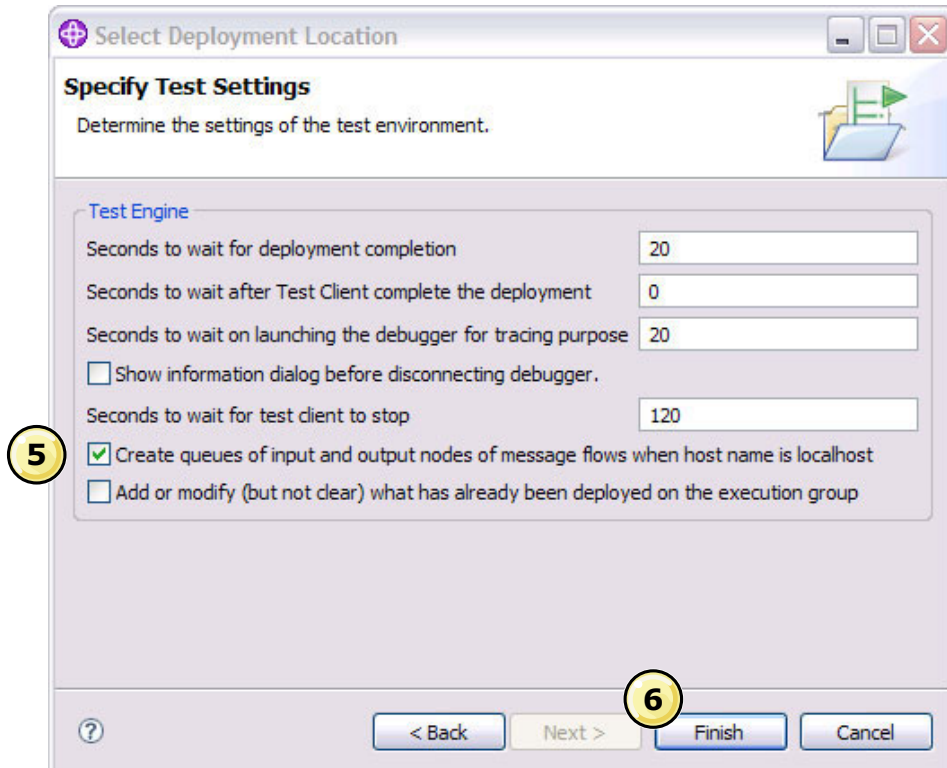 Select Deployment Location
Specify Test Settings
Determine the settings of the test environment.
Test Engine
Seconds to wait for deployment completion 20
Seconds to wait after Test Client complete the deployment 0
Seconds to wait on launching the debugger for tracing purpose 20
Show information dialog before disconnecting debugger.
Seconds to wait for test client to stop 120
5 Create queues of input and output nodes of message flows when host name is localhost
Add or modify (but not clear) what has already been deployed on the execution group
6
? < Back Next > Finish Cancel